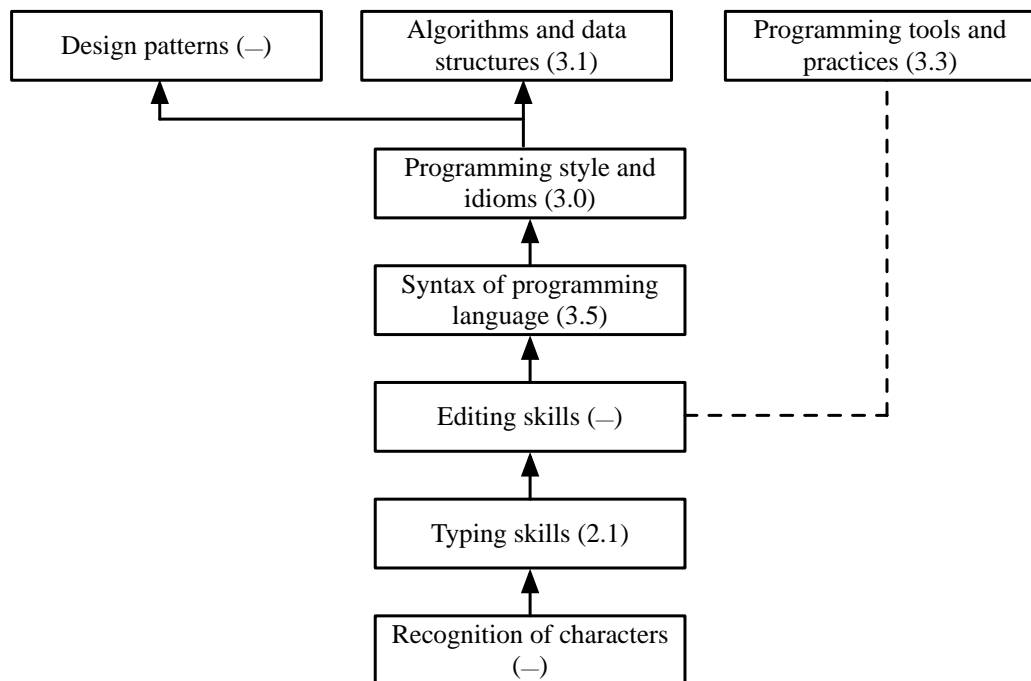 Design patterns (—)
Algorithms and data
structures (3.1)
Programming tools and
practices (3.3)
Programming style and
idioms (3.0)
Syntax of programming
language (3.5)
Editing skills (—)
Typing skills (2.1)
Recognition of characters
(—)